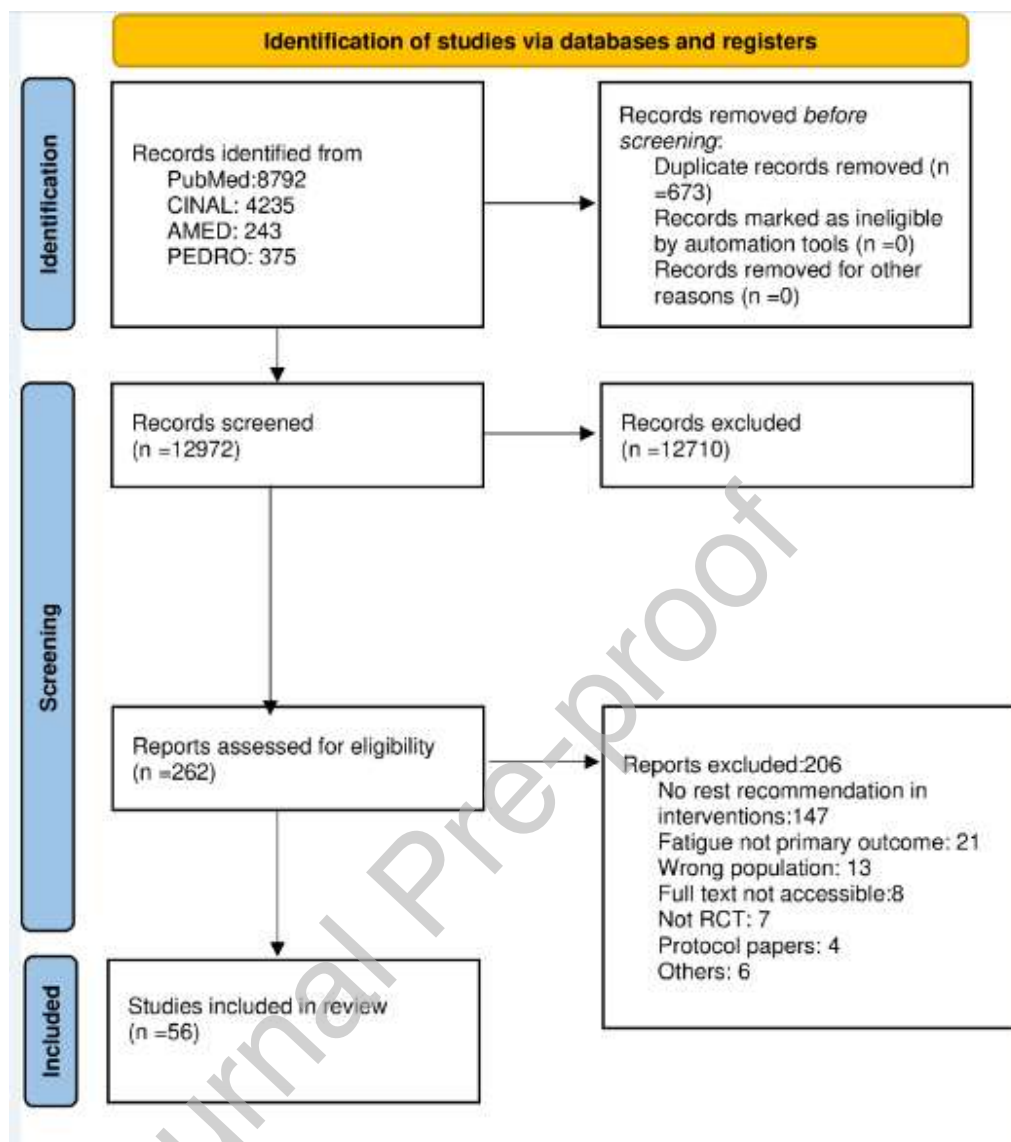 Identification of studies via databases and registers
Identification
Records identified from
PubMed:8792
CINAL: 4235
AMED: 243
PEDRO: 375
Records removed before
screening:
Duplicate records removed (n
=673)
Records marked as ineligible
by automation tools (n =0)
Records removed for other
reasons (n =0)
Screening
Records screened
(n =12972)
Records excluded
(n =12710)
Reports assessed for eligibility
(n =262)
Reports excluded:206
No rest recommendation in
interventions:147
Fatigue not primary outcome: 21
Wrong population: 13
Full text not accessible:8
Not RCT: 7
Protocol papers: 4
Others: 6
Included
Studies included in review
(n =56)
urnal Pre-proof